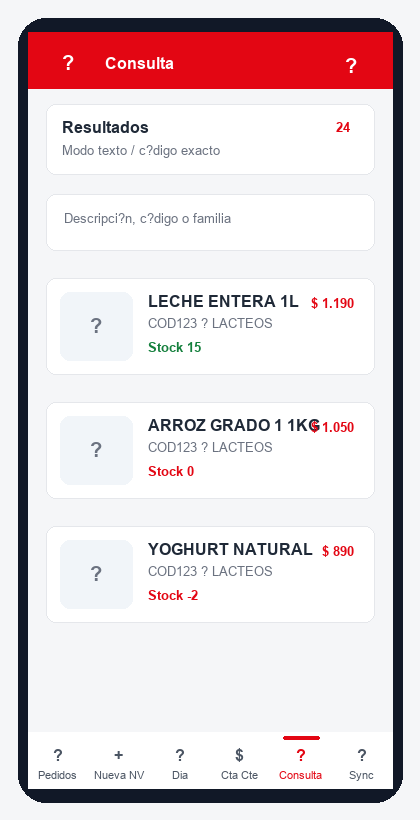 ? Consulta ?
Resultados 24
Modo texto / c?digo exacto
Descripci?n, c?digo o familia
?
LECHE ENTERA 1L $ 1.190
COD123 ? LACTEOS
Stock 15
?
ARROZ GRADO 1 1KG $ 1.050
COD123 ? LACTEOS
Stock 0
?
YOGHURT NATURAL $ 890
COD123 ? LACTEOS
Stock -2
? + ? $ ? ?
Pedidos Nueva NV Dia Cta Cte Consulta Sync